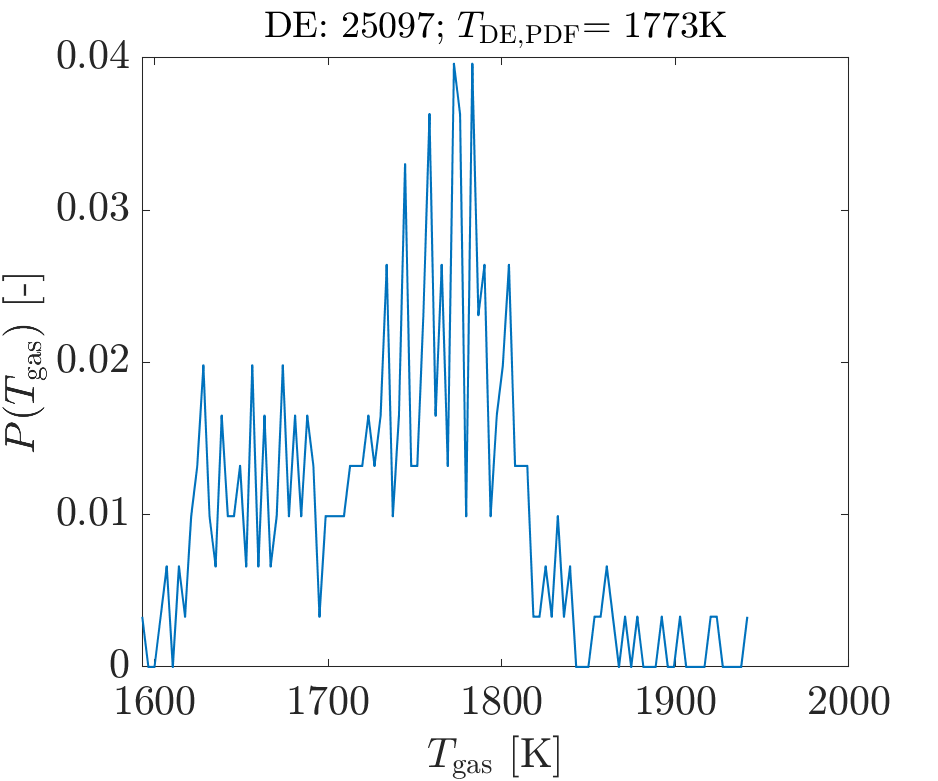 DE: 25097; T_DE,PDF= 1773K
0.04
0.03
0.02
0.01
0
P(T_gas) [-]
1600 1700 1800 1900 2000
T_gas [K]